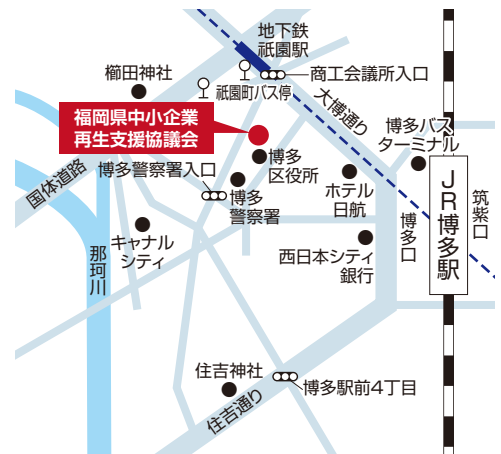 地下鉄
祇園駅
商工会議所入口
櫛田神社
祇園町バス停
大博通り
福岡県中小企業
再生支援協議会
博多バス
ターミナル
国体道路
博多警察署入口
博多
区役所
博多
警察署
ホテル
日航
JR博多駅
筑紫口
博多口
キャナル
シティ
那珂川
西日本シティ
銀行
住吉神社
博多駅前4丁目
住吉通り